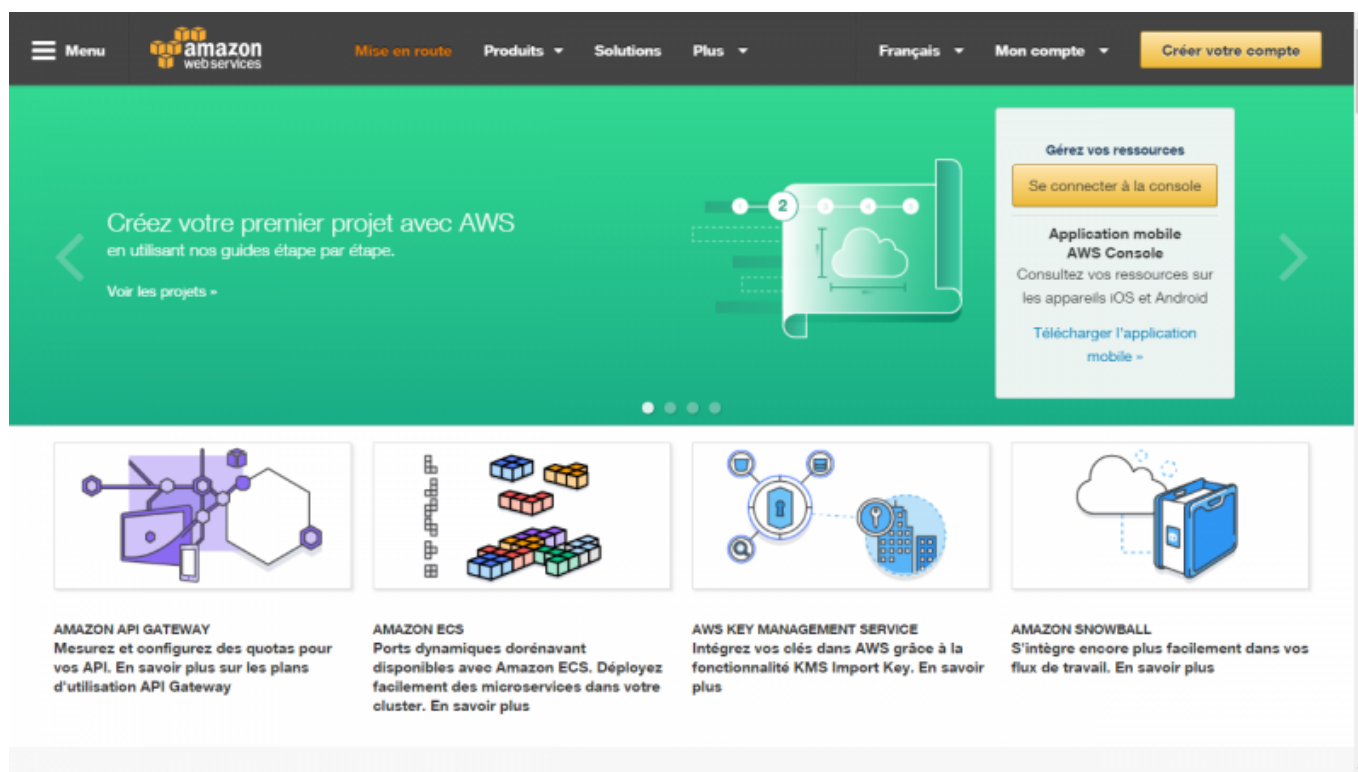 Menu
amazon
webservices
Mise en route
Produits
Solutions
Plus
Français
Mon compte
Créer votre compte
Créez votre premier projet avec AWS
en utilisant nos guides étape par étape.
Voir les projets »
2
Gérez vos ressources
Se connecter à la console
Application mobile
AWS Console
Consultez vos ressources sur
les appareils iOS et Android
Télécharger l'application
mobile »
AMAZON API GATEWAY
Mesurez et configurez des quotas pour
vos API. En savoir plus sur les plans
d'utilisation API Gateway
AMAZON ECS
Ports dynamiques dorénavant
disponibles avec Amazon ECS. Déployez
facilement des microservices dans votre
cluster. En savoir plus
AWS KEY MANAGEMENT SERVICE
Intégrez vos clés dans AWS grâce à la
fonctionnalité KMS Import Key. En savoir
plus
AMAZON SNOWBALL
S'intègre encore plus facilement dans vos
flux de travail. En savoir plus